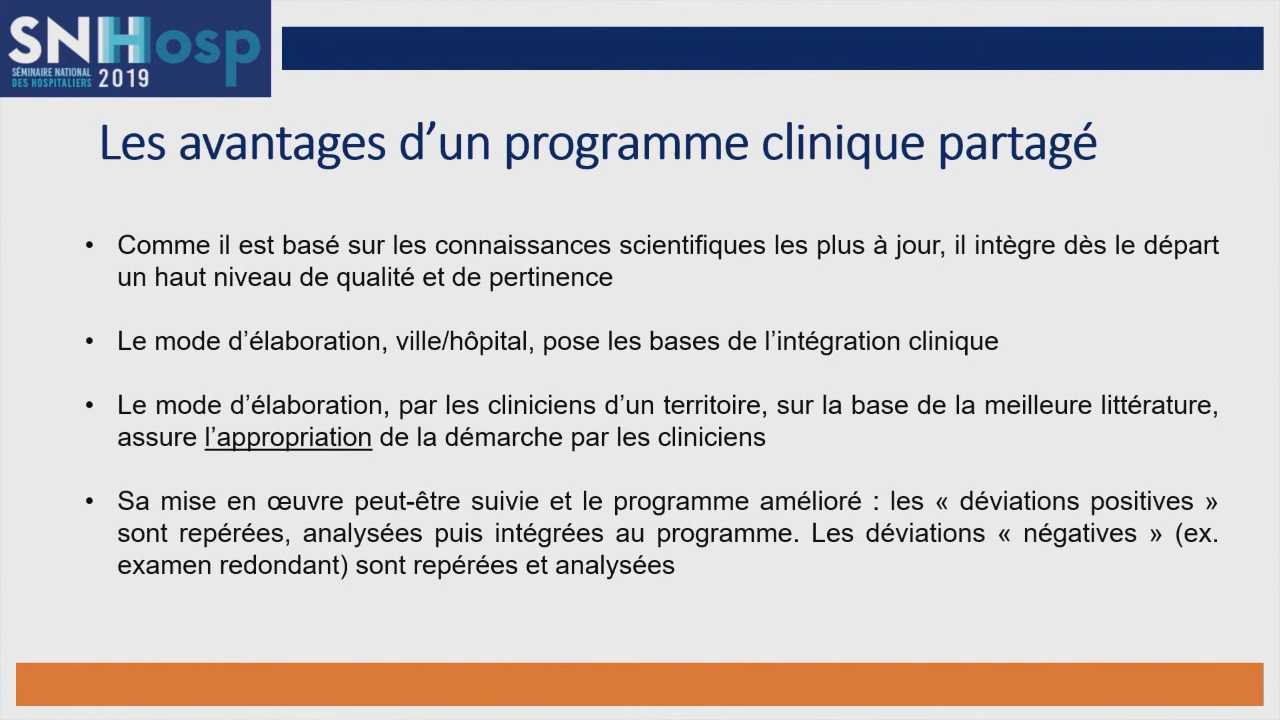 SNHosp
SÉMINAIRE NATIONAL
DES HOSPITALIERS 2019
Les avantages d’un programme clinique partagé
• Comme il est basé sur les connaissances scientifiques les plus à jour, il intègre dès le départ
un haut niveau de qualité et de pertinence
• Le mode d’élaboration, ville/hôpital, pose les bases de l’intégration clinique
• Le mode d’élaboration, par les cliniciens d’un territoire, sur la base de la meilleure littérature,
assure l’appropriation de la démarche par les cliniciens
• Sa mise en œuvre peut-être suivie et le programme amélioré : les « déviations positives »
sont repérées, analysées puis intégrées au programme. Les déviations « négatives » (ex.
examen redondant) sont repérées et analysées